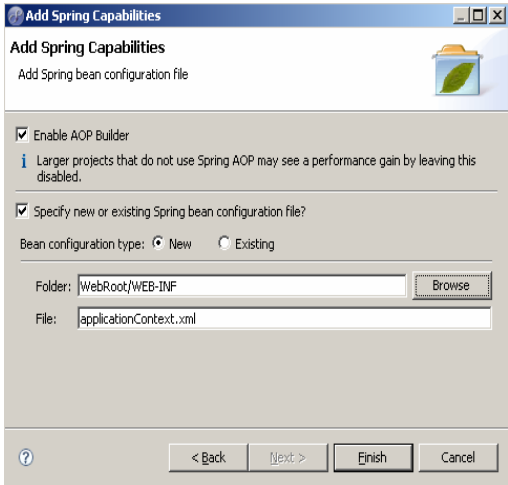 Add Spring Capabilities
Add Spring Capabilities
Add Spring bean configuration file
Enable AOP Builder
i Larger projects that do not use Spring AOP may see a performance gain by leaving this
disabled.
Specify new or existing Spring bean configuration file?
Bean configuration type: New Existing
Folder: WebRoot/WEB-INF Browse
File: applicationContext.xml
? < Back Next > Finish Cancel